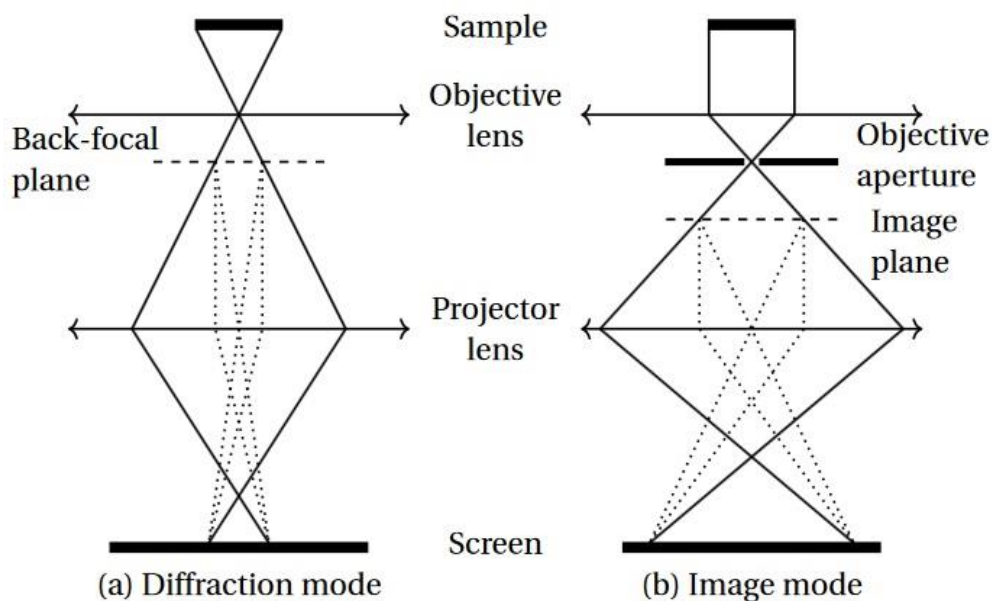 Sample
Objective
lens
Back-focal
plane
Objective
aperture
Image
plane
Projector
lens
Screen
(a) Diffraction mode
(b) Image mode